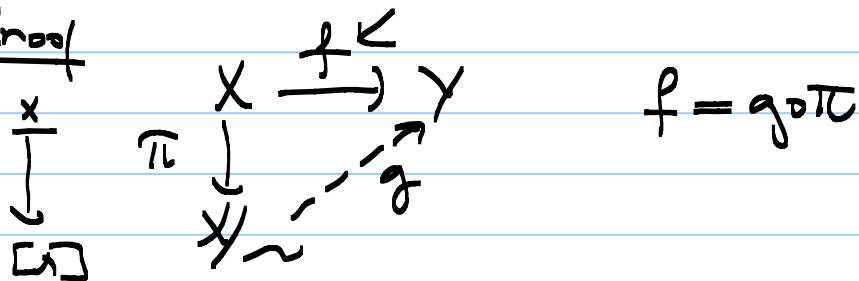 Proof
X f Y f = g∘π
x π g
X/~
[x]